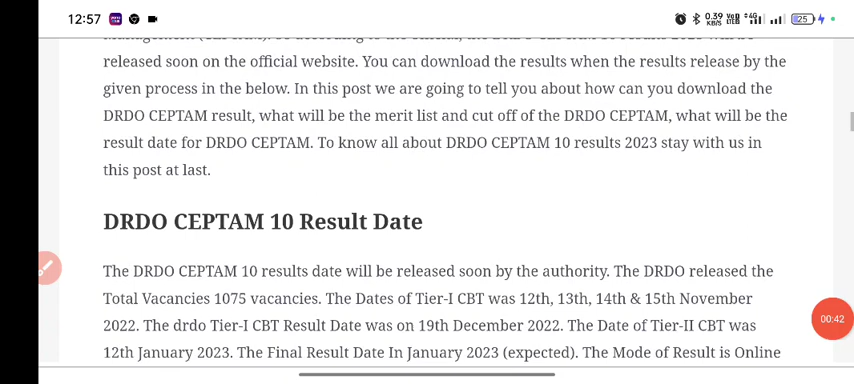 12:57 0.39 KB/S 4G 25
released soon on the official website. You can download the results when the results release by the
given process in the below. In this post we are going to tell you about how can you download the
DRDO CEPTAM result, what will be the merit list and cut off of the DRDO CEPTAM, what will be the
result date for DRDO CEPTAM. To know all about DRDO CEPTAM 10 results 2023 stay with us in
this post at last.
DRDO CEPTAM 10 Result Date
The DRDO CEPTAM 10 results date will be released soon by the authority. The DRDO released the
Total Vacancies 1075 vacancies. The Dates of Tier-I CBT was 12th, 13th, 14th & 15th November
00:42
2022. The drdo Tier-I CBT Result Date was on 19th December 2022. The Date of Tier-II CBT was
12th January 2023. The Final Result Date In January 2023 (expected). The Mode of Result is Online